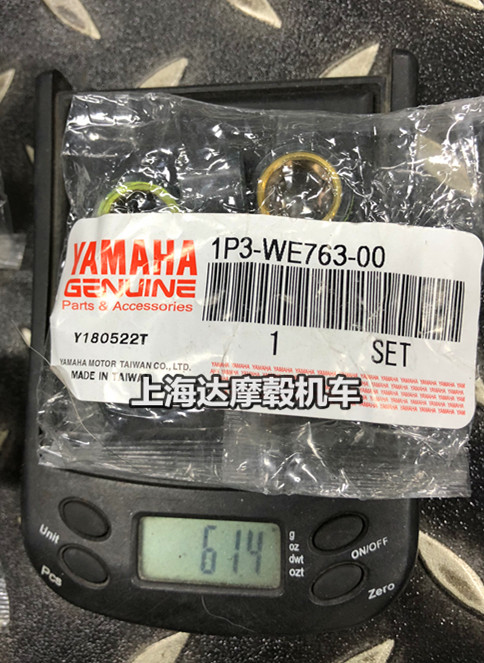 YAMAHA
GENUINE
Parts & Accessories
1P3-WE763-00
Y180522T
1 SET
YAMAHA MOTOR TAIWAN CO., LTD.
MADE IN TAIWA
上海达摩毂机车
Unit
Pcs
614
g
oz
dwt
ozt
ON/OFF
Zero